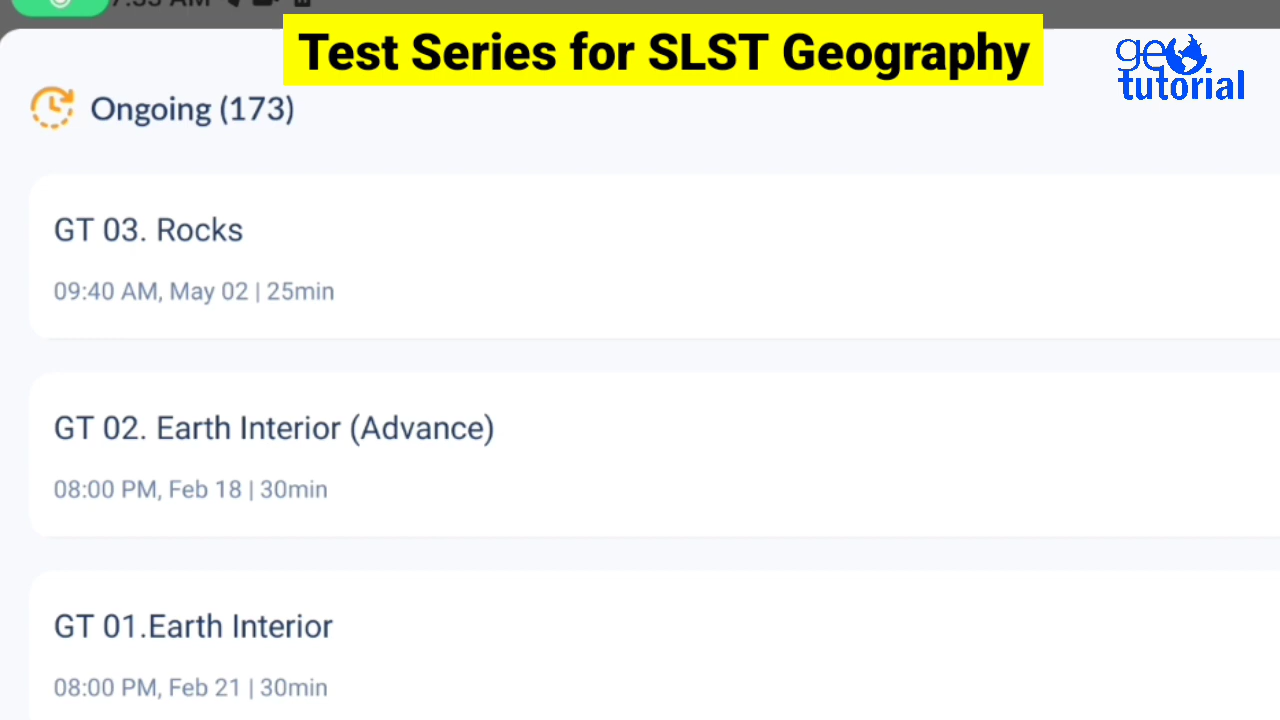 Test Series for SLST Geography
geo
tutorial
Ongoing (173)
GT 03. Rocks
09:40 AM, May 02 | 25min
GT 02. Earth Interior (Advance)
08:00 PM, Feb 18 | 30min
GT 01.Earth Interior
08:00 PM, Feb 21 | 30min